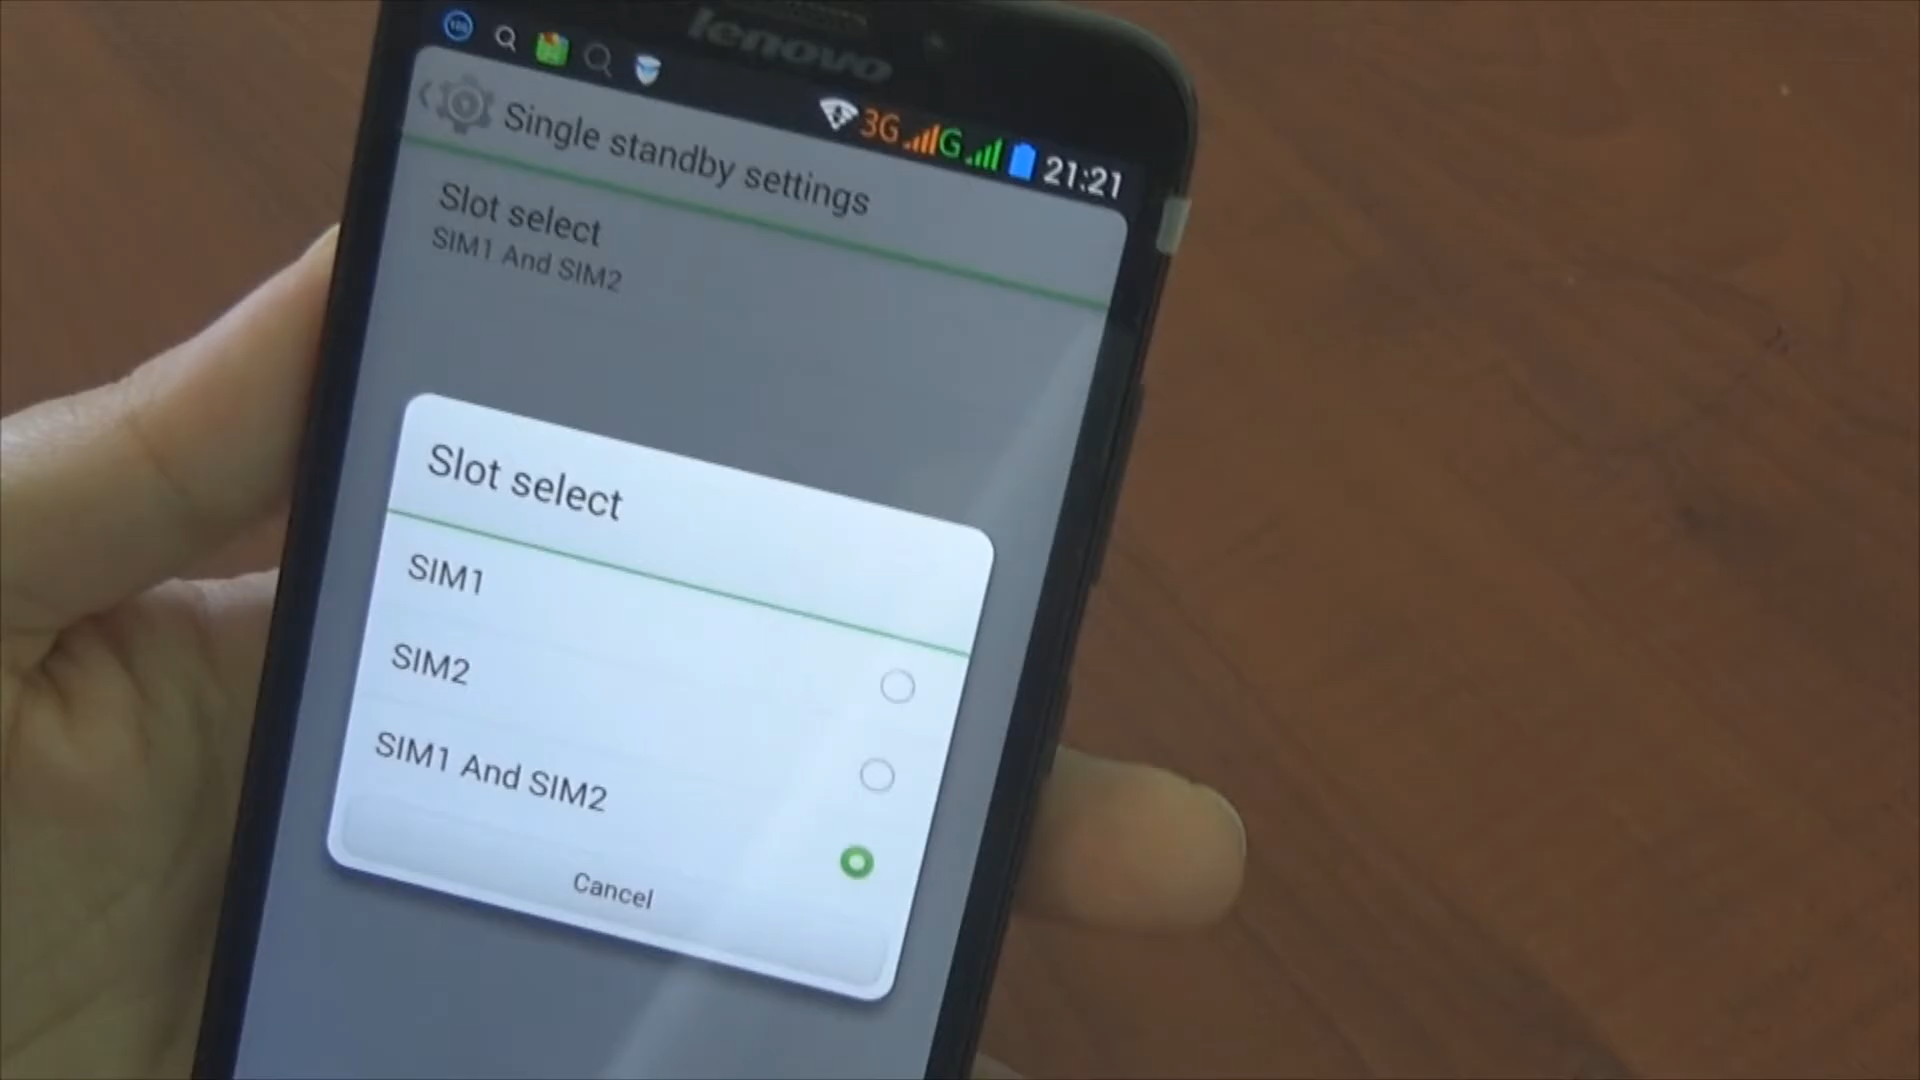 lenovo
3G G 21:21
Single standby settings
Slot select
SIM1 And SIM2
Slot select
SIM1
SIM2
SIM1 And SIM2
Cancel